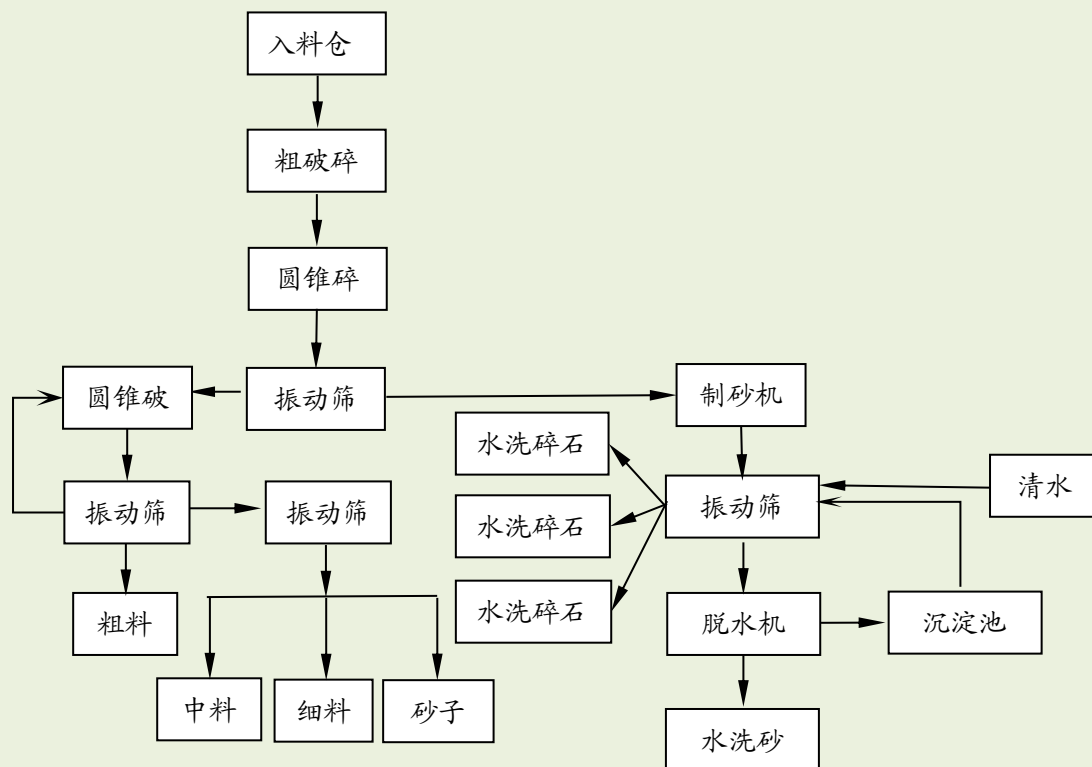 入料仓
粗破碎
圆锥碎
圆锥破
振动筛
制砂机
水洗碎石
振动筛
振动筛
水洗碎石
振动筛
清水
粗料
水洗碎石
脱水机
沉淀池
中料
细料
砂子
水洗砂